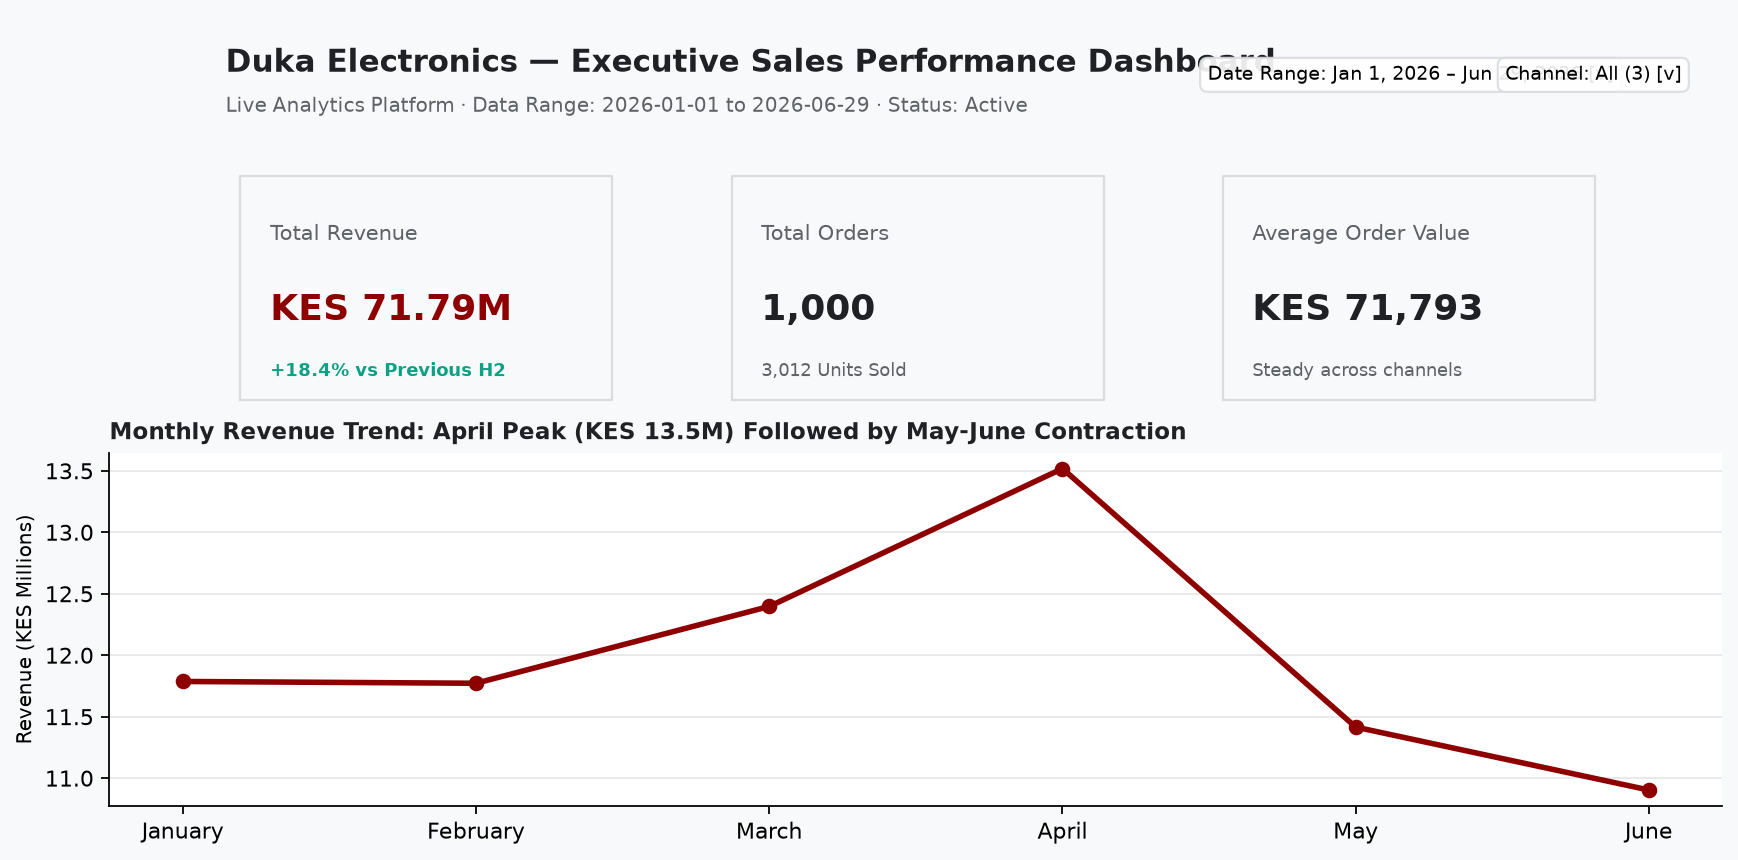 Duka Electronics — Executive Sales Performance Dashboard
Date Range: Jan 1, 2026 – Jun
Channel: All (3) [v]
Live Analytics Platform · Data Range: 2026-01-01 to 2026-06-29 · Status: Active
Total Revenue
KES 71.79M
+18.4% vs Previous H2
Total Orders
1,000
3,012 Units Sold
Average Order Value
KES 71,793
Steady across channels
Monthly Revenue Trend: April Peak (KES 13.5M) Followed by May-June Contraction
Revenue (KES Millions)
13.5
13.0
12.5
12.0
11.5
11.0
January February March April May June